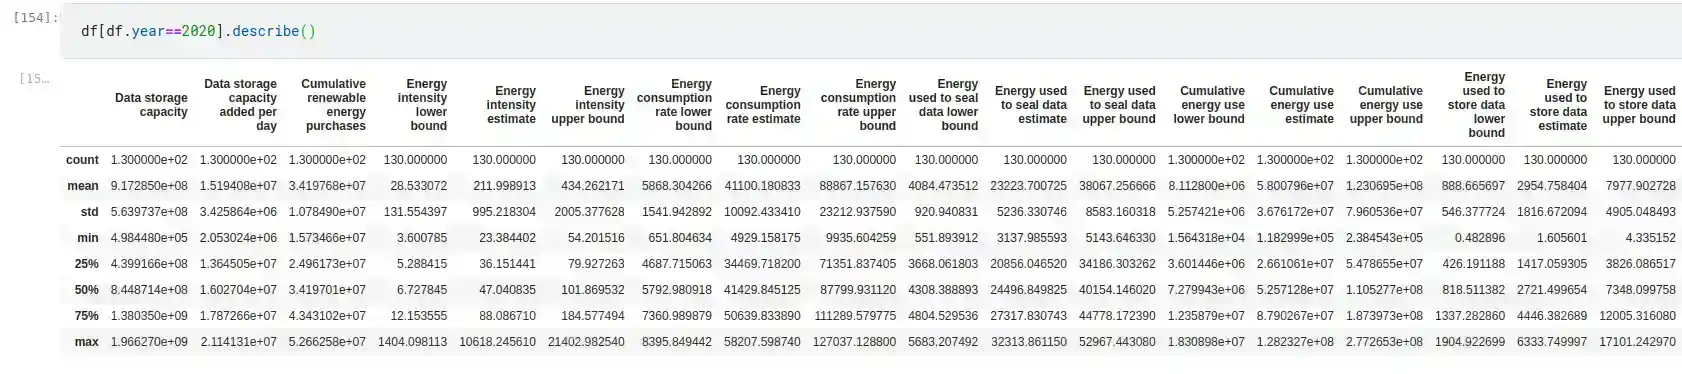 [154]:
df[df.year==2020].describe()
[15…
Data storage capacity Data storage capacity added per day Cumulative renewable energy purchases Energy intensity lower bound Energy intensity estimate Energy intensity upper bound Energy consumption rate lower bound Energy consumption rate estimate Energy consumption rate upper bound Energy used to seal data lower bound Energy used to seal data estimate Energy used to seal data upper bound Cumulative energy use lower bound Cumulative energy use estimate Cumulative energy use upper bound Energy used to store data lower bound Energy used to store data estimate Energy used to store data upper bound
count 1.300000e+02 1.300000e+02 1.300000e+02 130.000000 130.000000 130.000000 130.000000 130.000000 130.000000 130.000000 130.000000 130.000000 1.300000e+02 1.300000e+02 1.300000e+02 130.000000 130.000000 130.000000
mean 9.172850e+08 1.519408e+07 3.419768e+07 28.533072 211.998913 434.262171 5868.304266 41100.180833 88867.157630 4084.473512 23223.700725 38067.256666 8.112800e+06 5.800796e+07 1.230695e+08 888.665697 2954.758404 7977.902728
std 5.639737e+08 3.425864e+06 1.078490e+07 131.554397 995.218304 2005.377628 1541.942892 10092.433410 23212.937590 920.940831 5236.330746 8583.160318 5.257421e+06 3.676172e+07 7.960536e+07 546.377724 1816.672094 4905.048493
min 4.984480e+05 2.053024e+06 1.573466e+07 3.600785 23.384402 54.201516 651.804634 4929.158175 9935.604259 551.893912 3137.985593 5143.646330 1.564318e+04 1.182999e+05 2.384543e+05 0.482896 1.605601 4.335152
25% 4.399166e+08 1.364505e+07 2.496173e+07 5.288415 36.151441 79.927263 4687.715063 34469.718200 71351.837405 3668.061803 20856.046520 34186.303262 3.601446e+06 2.661061e+07 5.478655e+07 426.191188 1417.059305 3826.086517
50% 8.448714e+08 1.602704e+07 3.419701e+07 6.727845 47.040835 101.869532 5792.980918 41429.845125 87799.931120 4308.388893 24496.849825 40154.146020 7.279943e+06 5.257128e+07 1.105277e+08 818.511382 2721.499654 7348.099758
75% 1.380350e+09 1.787266e+07 4.343102e+07 12.153555 88.086710 184.577494 7360.989879 50639.833890 111289.579775 4804.529536 27317.830743 44778.172390 1.235879e+07 8.790267e+07 1.873973e+08 1337.282860 4446.382689 12005.316080
max 1.966270e+09 2.114131e+07 5.266258e+07 1404.098113 10618.245610 21402.982540 8395.849442 58207.598740 127037.128800 5683.207492 32313.861150 52967.443080 1.830898e+07 1.282327e+08 2.772653e+08 1904.922699 6333.749997 17101.242970